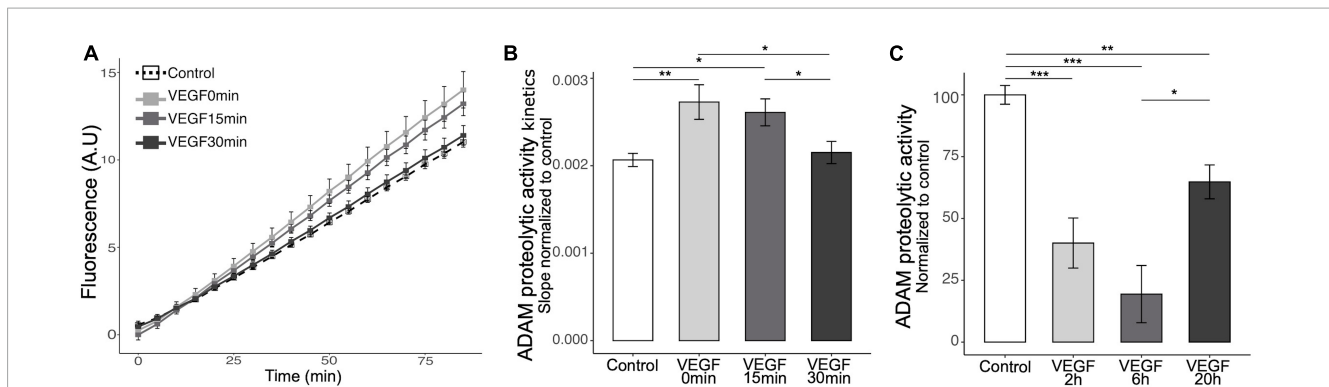 A
Control
VEGF0min
VEGF15min
VEGF30min
Fluorescence (A.U)
15
10
5
0
0 25 50 75
Time (min)
B
ADAM proteolytic activity kinetics
Slope normalized to control
0.003
0.002
0.001
0.000
* 
*
** *
Control VEGF VEGF VEGF
0min 15min 30min
C
ADAM proteolytic activity
Normalized to control
100
75
50
25
0
**
***
***
*
Control VEGF VEGF VEGF
2h 6h 20h